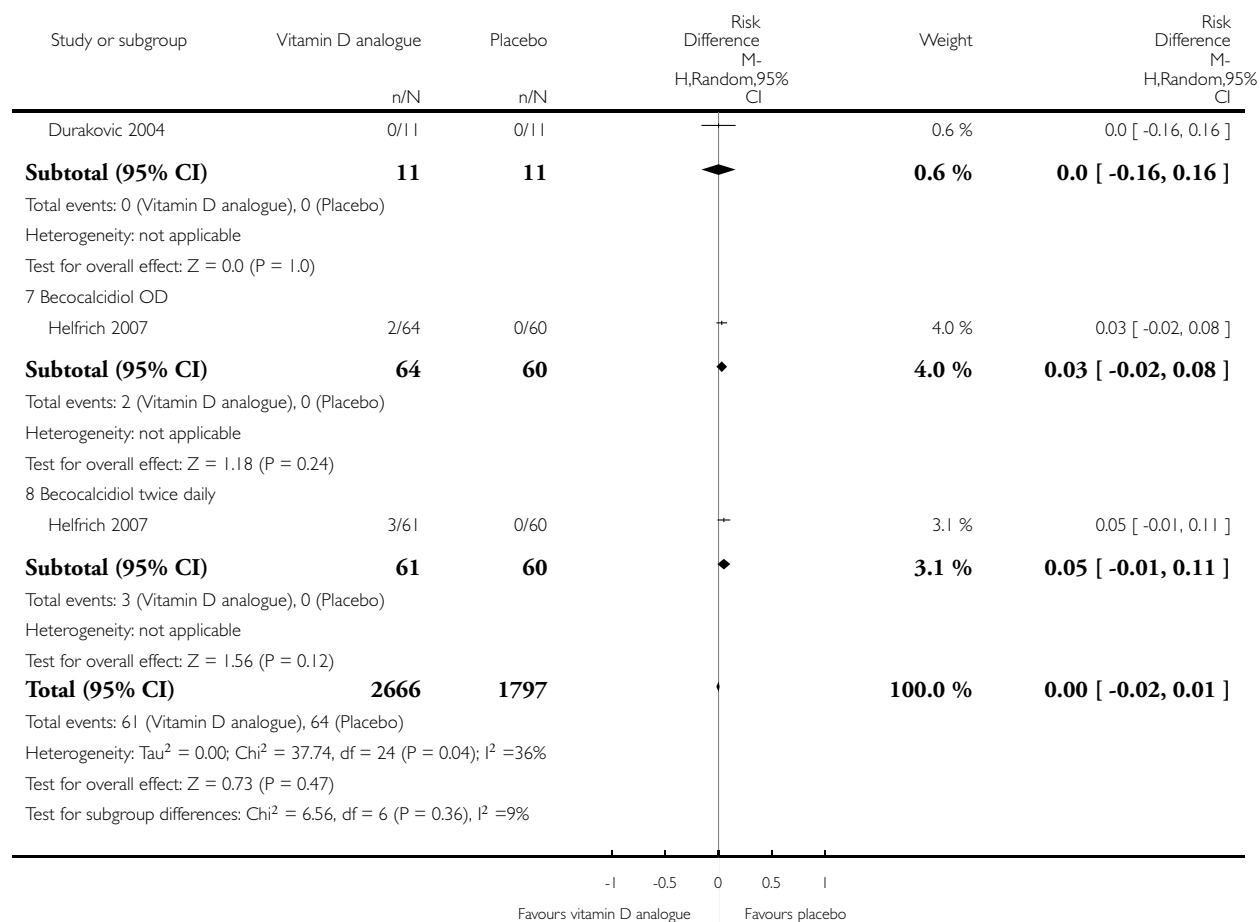 Study or subgroup Vitamin D analogue Placebo Risk Difference Weight Risk Difference
M-H,Random,95% CI M-H,Random,95% CI
n/N n/N
Durakovic 2004 0/11 0/11 0.6 % 0.0 [ -0.16, 0.16 ]
Subtotal (95% CI) 11 11 0.6 % 0.0 [ -0.16, 0.16 ]
Total events: 0 (Vitamin D analogue), 0 (Placebo)
Heterogeneity: not applicable
Test for overall effect: Z = 0.0 (P = 1.0)
7 Becocalcidiol OD
Helfrich 2007 2/64 0/60 4.0 % 0.03 [ -0.02, 0.08 ]
Subtotal (95% CI) 64 60 4.0 % 0.03 [ -0.02, 0.08 ]
Total events: 2 (Vitamin D analogue), 0 (Placebo)
Heterogeneity: not applicable
Test for overall effect: Z = 1.18 (P = 0.24)
8 Becocalcidiol twice daily
Helfrich 2007 3/61 0/60 3.1 % 0.05 [ -0.01, 0.11 ]
Subtotal (95% CI) 61 60 3.1 % 0.05 [ -0.01, 0.11 ]
Total events: 3 (Vitamin D analogue), 0 (Placebo)
Heterogeneity: not applicable
Test for overall effect: Z = 1.56 (P = 0.12)
Total (95% CI) 2666 1797 100.0 % 0.00 [ -0.02, 0.01 ]
Total events: 61 (Vitamin D analogue), 64 (Placebo)
Heterogeneity: Tau² = 0.00; Chi² = 37.74, df = 24 (P = 0.04); I² =36%
Test for overall effect: Z = 0.73 (P = 0.47)
Test for subgroup differences: Chi² = 6.56, df = 6 (P = 0.36), I² =9%
-1 -0.5 0 0.5 1
Favours vitamin D analogue Favours placebo